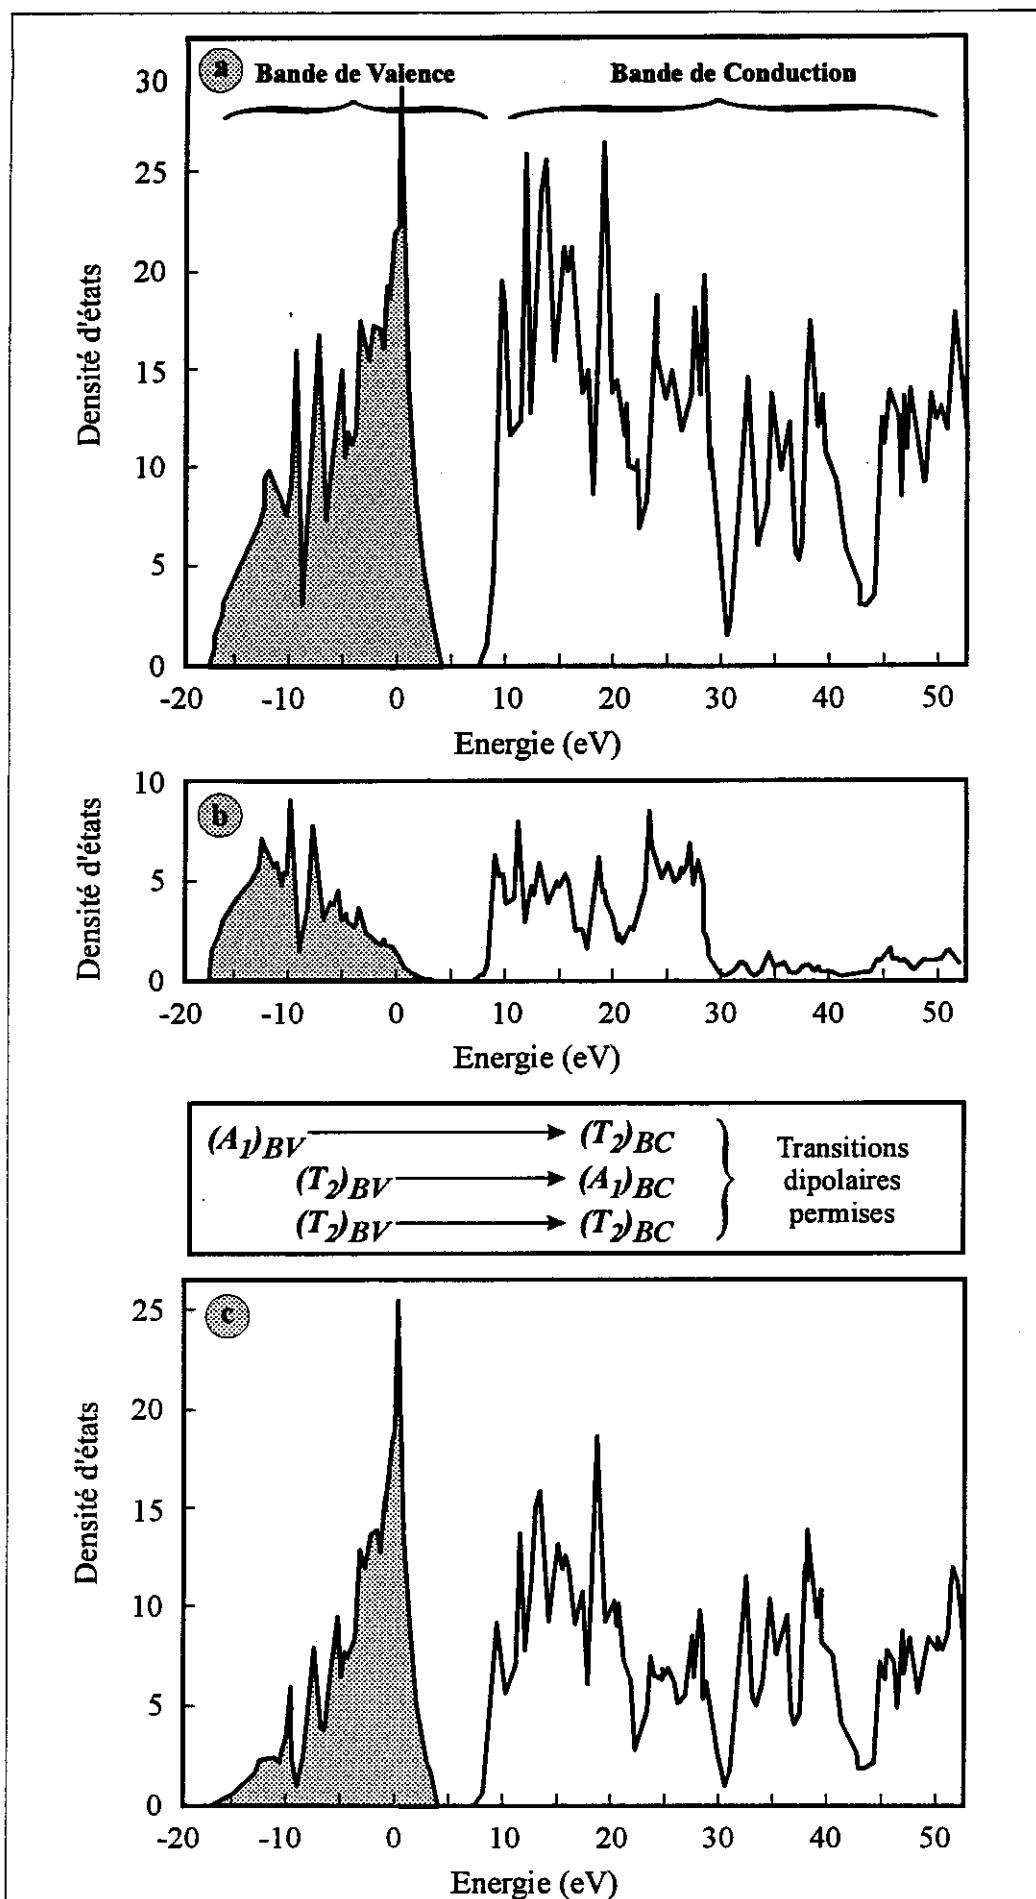 a
Bande de Valence
Bande de Conduction
30
25
20
15
10
5
0
Densité d'états
-20 -10 0 10 20 30 40 50
Energie (eV)
b
10
5
0
Densité d'états
-20 -10 0 10 20 30 40 50
Energie (eV)
(A1)BV (T2)BC
(T2)BV (A1)BC
(T2)BV (T2)BC
Transitions
dipolaires
permises
c
25
20
15
10
5
0
Densité d'états
-20 -10 0 10 20 30 40 50
Energie (eV)